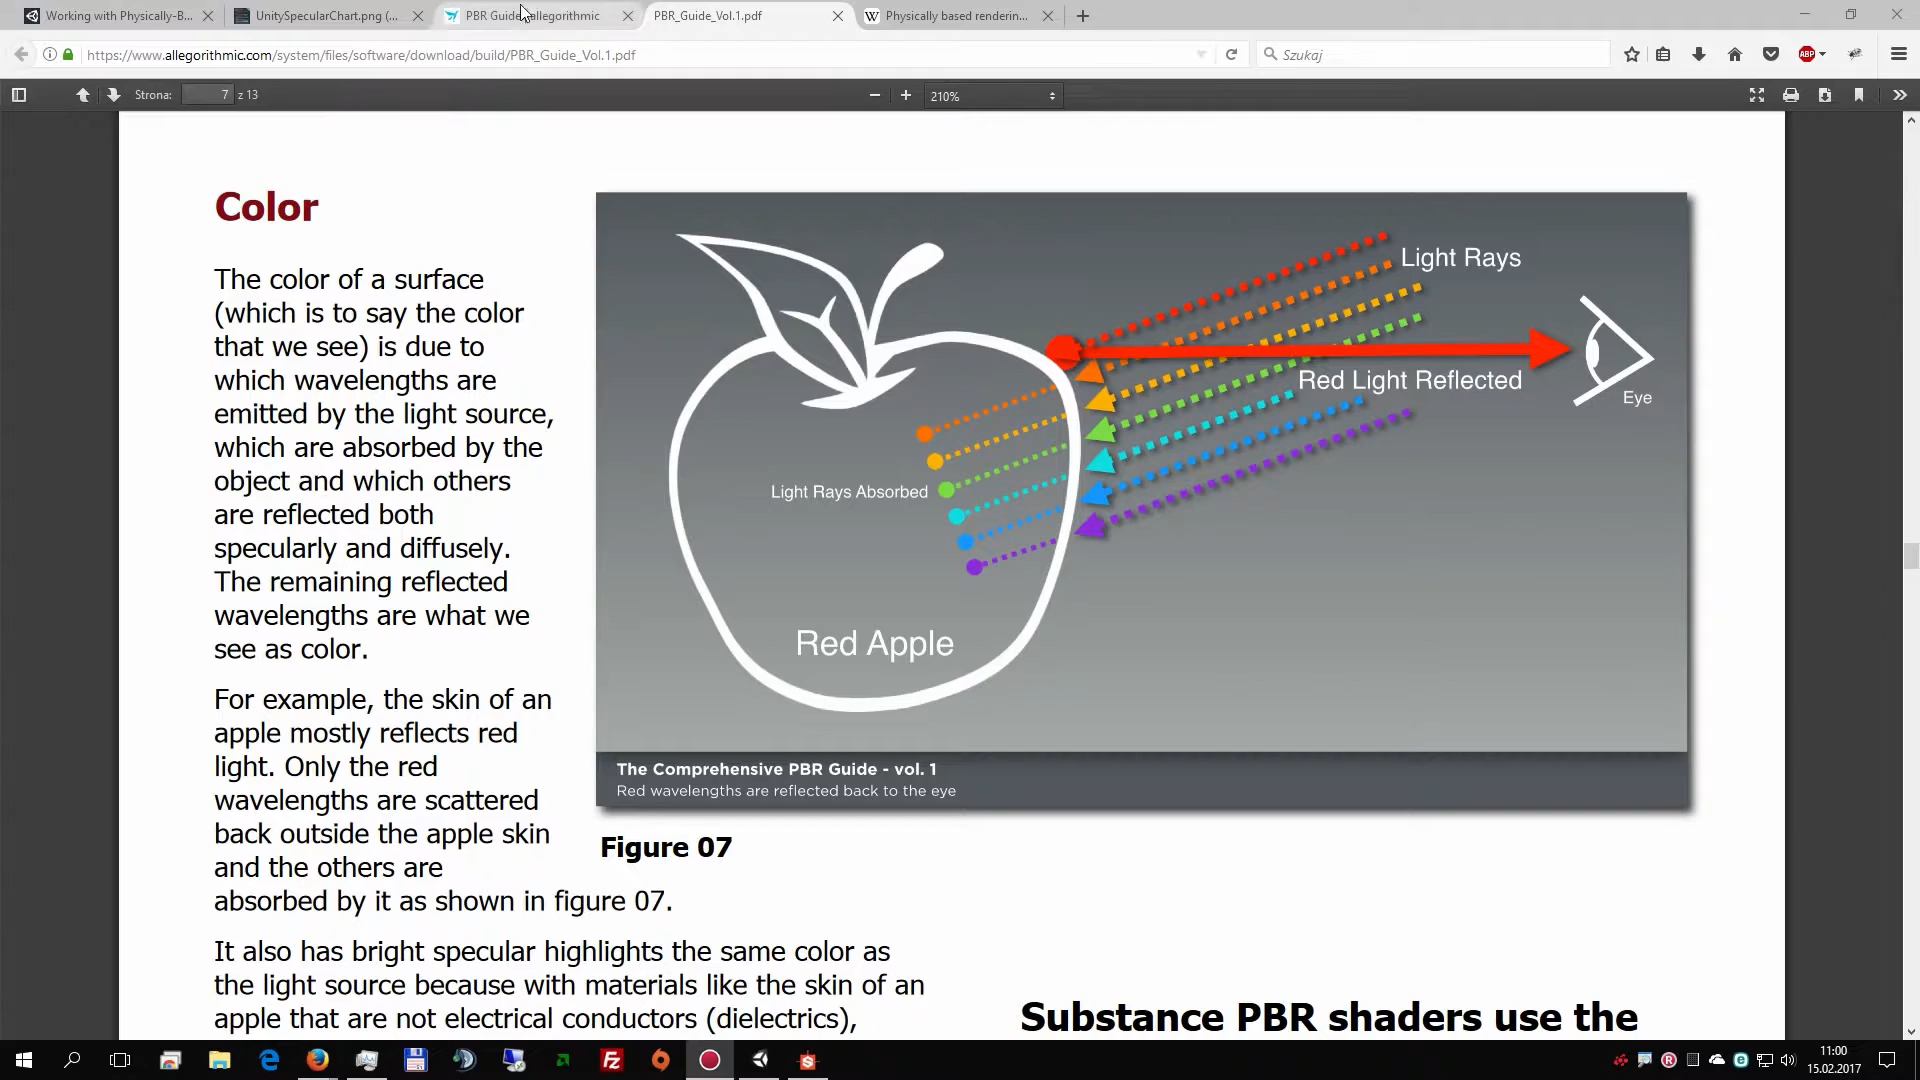 Working with Physically-B...
UnitySpecularChart.png (...
PBR Guide
allegorithmic
PBR_Guide_Vol.1.pdf
W
Physically based renderin...
https://www.allegorithmic.com/system/files/software/download/build/PBR_Guide_Vol.1.pdf
Szukaj
ABP
Strona:
7
z 13
210%
Color
The color of a surface
(which is to say the color
that we see) is due to
which wavelengths are
emitted by the light source,
which are absorbed by the
object and which others
are reflected both
specularly and diffusely.
The remaining reflected
wavelengths are what we
see as color.
For example, the skin of an
apple mostly reflects red
light. Only the red
wavelengths are scattered
back outside the apple skin
and the others are
absorbed by it as shown in figure 07.
It also has bright specular highlights the same color as
the light source because with materials like the skin of an
apple that are not electrical conductors (dielectrics),
Light Rays
Red Light Reflected
Eye
Light Rays Absorbed
Red Apple
The Comprehensive PBR Guide - vol. 1
Red wavelengths are reflected back to the eye
Figure 07
Substance PBR shaders use the
11:00
15.02.2017